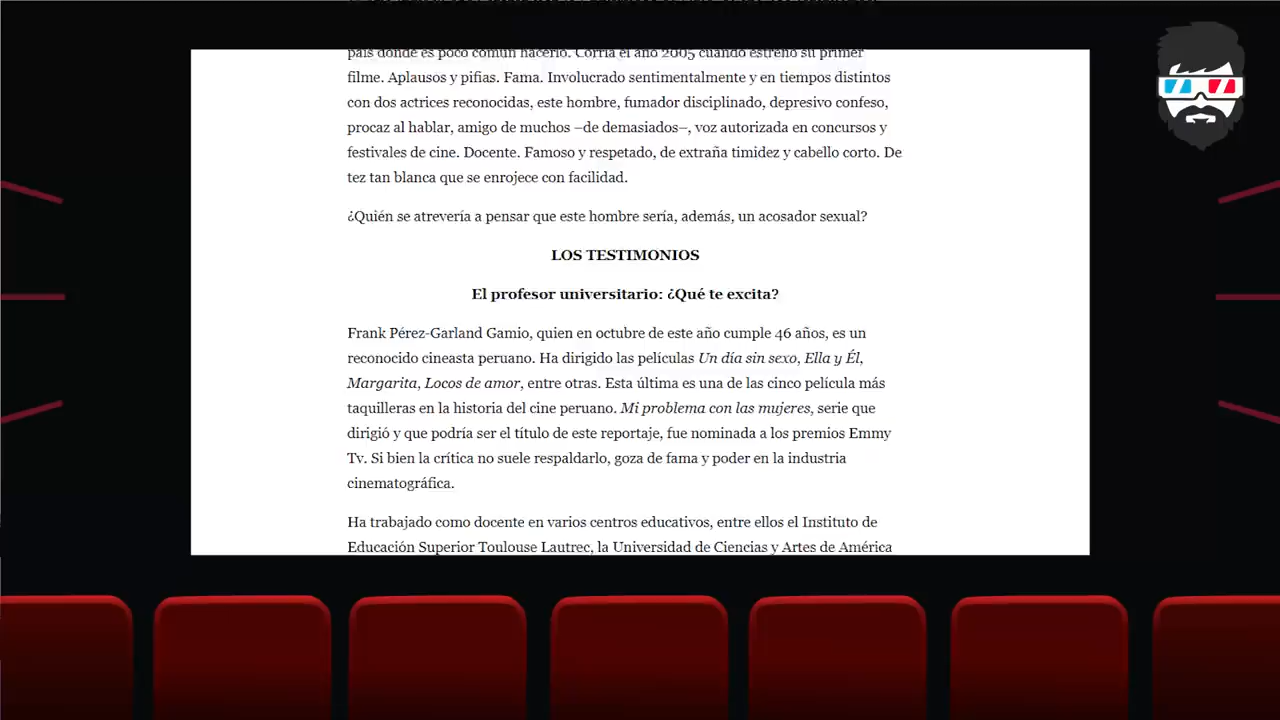 país donde es poco común hacerlo. Corría el año 2005 cuando estrenó su primer
filme. Aplausos y pifias. Fama. Involucrado sentimentalmente y en tiempos distintos
con dos actrices reconocidas, este hombre, fumador disciplinado, depresivo confeso,
procaz al hablar, amigo de muchos –de demasiados–, voz autorizada en concursos y
festivales de cine. Docente. Famoso y respetado, de extraña timidez y cabello corto. De
tez tan blanca que se enrojece con facilidad.
¿Quién se atrevería a pensar que este hombre sería, además, un acosador sexual?
LOS TESTIMONIOS
El profesor universitario: ¿Qué te excita?
Frank Pérez-Garland Gamio, quien en octubre de este año cumple 46 años, es un
reconocido cineasta peruano. Ha dirigido las películas Un día sin sexo, Ella y Él,
Margarita, Locos de amor, entre otras. Esta última es una de las cinco película más
taquilleras en la historia del cine peruano. Mi problema con las mujeres, serie que
dirigió y que podría ser el título de este reportaje, fue nominada a los premios Emmy
Tv. Si bien la crítica no suele respaldarlo, goza de fama y poder en la industria
cinematográfica.
Ha trabajado como docente en varios centros educativos, entre ellos el Instituto de
Educación Superior Toulouse Lautrec, la Universidad de Ciencias y Artes de América